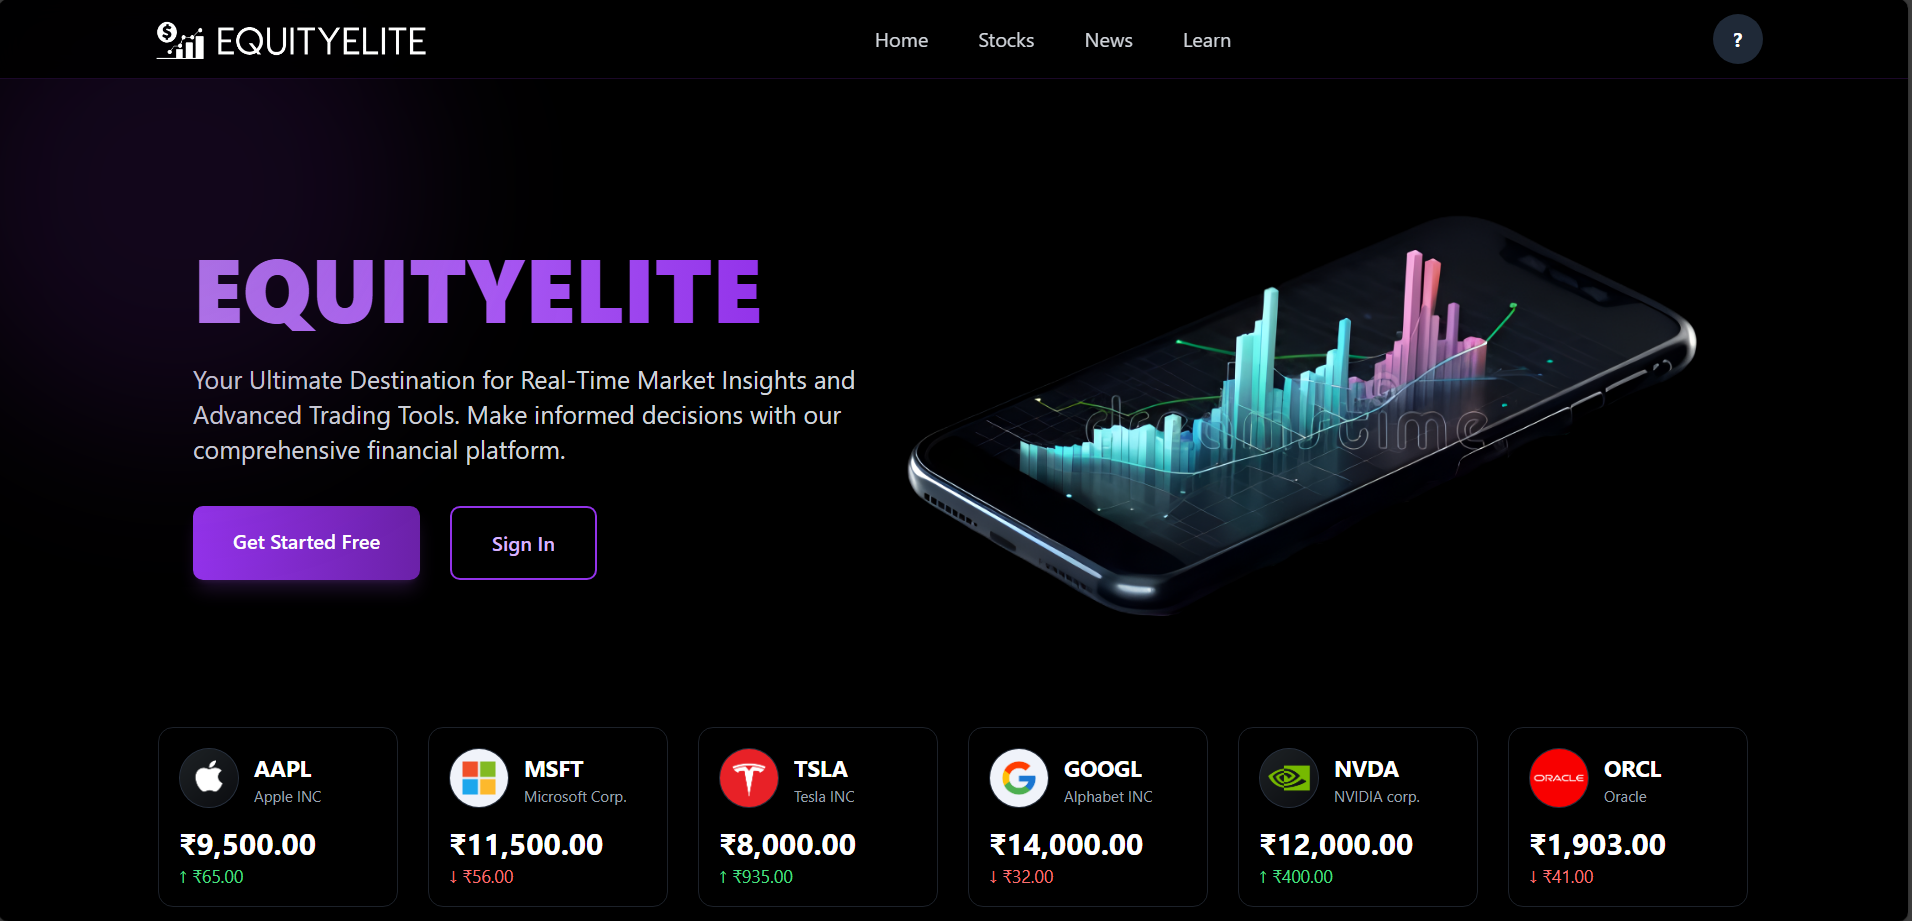 EQUITYELITE
Home
Stocks
News
Learn
?
EQUITYELITE
Your Ultimate Destination for Real-Time Market Insights and
Advanced Trading Tools. Make informed decisions with our
comprehensive financial platform.
Get Started Free
Sign In
dreamstime
AAPL
Apple INC
₹9,500.00
↑ ₹65.00
MSFT
Microsoft Corp.
₹11,500.00
↓ ₹56.00
TSLA
Tesla INC
₹8,000.00
↑ ₹935.00
GOOGL
Alphabet INC
₹14,000.00
↓ ₹32.00
NVDA
NVIDIA corp.
₹12,000.00
↑ ₹400.00
ORACLE
ORCL
Oracle
₹1,903.00
↓ ₹41.00